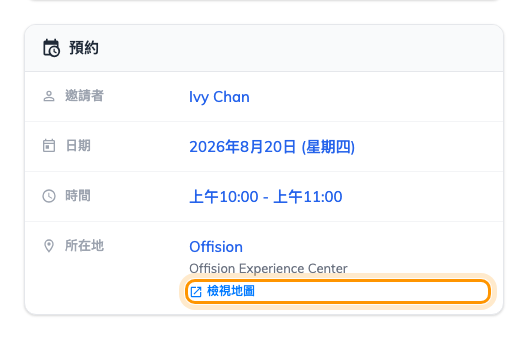 預約
邀請者
Ivy Chan
日期
2026年8月20日 (星期四)
時間
上午10:00 - 上午11:00
所在地
Offision
Offision Experience Center
檢視地圖